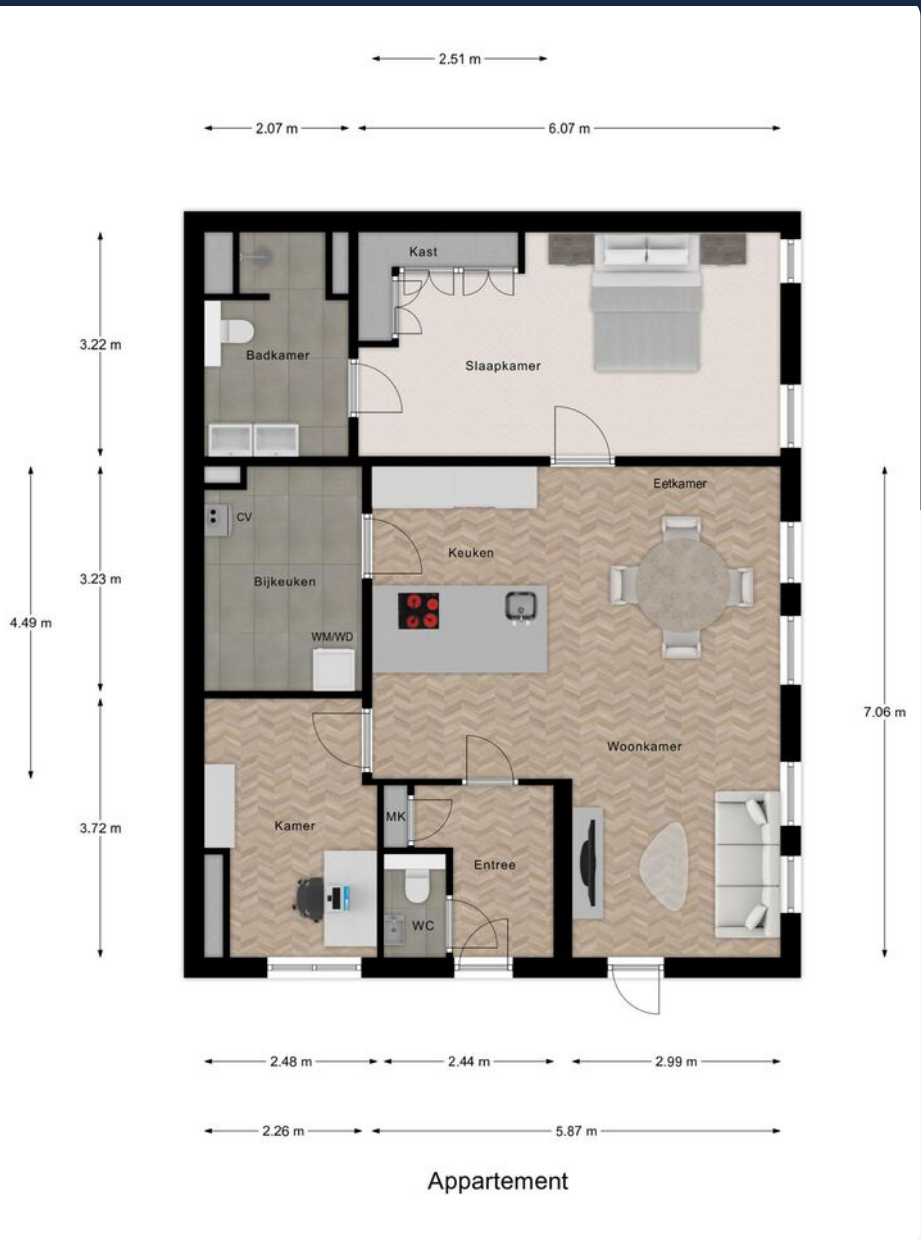 2.51 m
2.07 m
6.07 m
Kast
3.22 m
Badkamer
Slaapkamer
Eetkamer
CV
Keuken
3.23 m
Bijkeuken
4.49 m
WM/WD
7.06 m
Woonkamer
MK
3.72 m
Kamer
Entree
WC
2.48 m
2.44 m
2.99 m
2.26 m
5.87 m
Appartement